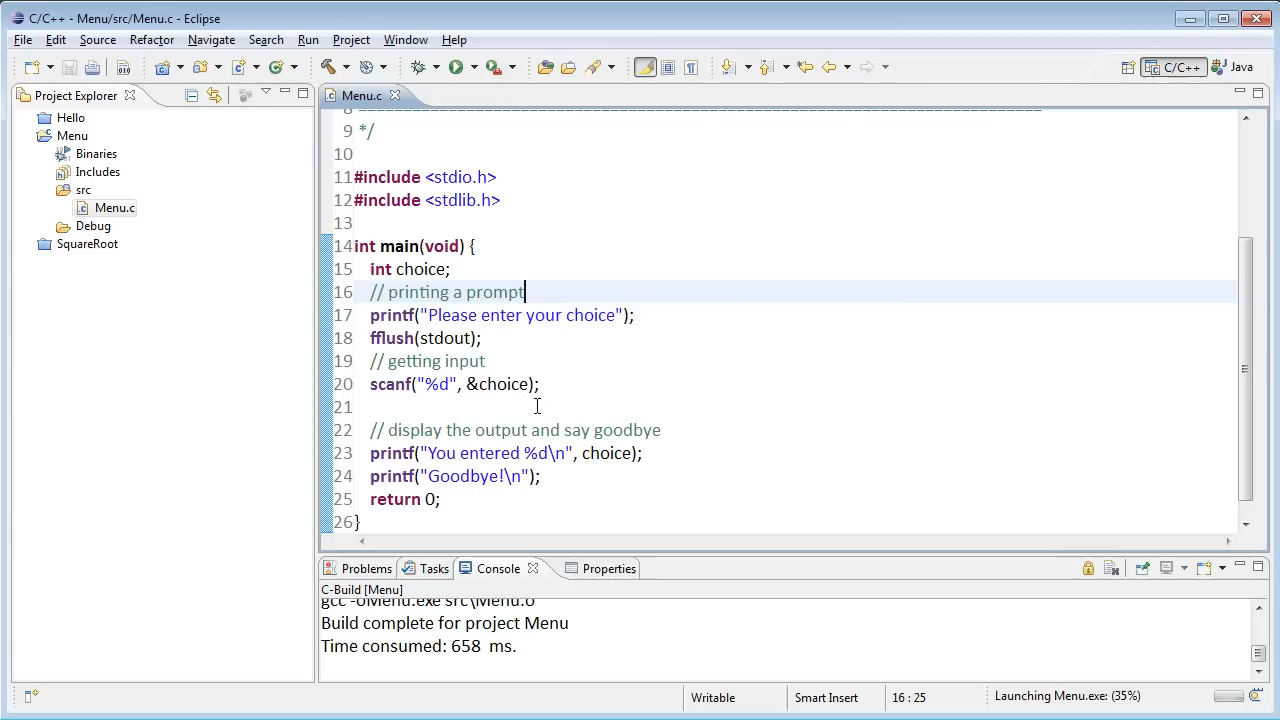 C/C++ - Menu/src/Menu.c - Eclipse
File Edit Source Refactor Navigate Search Run Project Window Help
C/C++ Java
Project Explorer
Hello
Menu
Binaries
Includes
src
Menu.c
Debug
SquareRoot
Menu.c
9 */
10
11 #include <stdio.h>
12 #include <stdlib.h>
13
14 int main(void) {
15 int choice;
16 // printing a prompt
17 printf("Please enter your choice");
18 fflush(stdout);
19 // getting input
20 scanf("%d", &choice);
21
22 // display the output and say goodbye
23 printf("You entered %d\n", choice);
24 printf("Goodbye!\n");
25 return 0;
26 }
Problems Tasks Console Properties
C-Build [Menu]
gcc -oMenu.exe src\Menu.o
Build complete for project Menu
Time consumed: 658 ms.
Writable Smart Insert 16 : 25 Launching Menu.exe: (35%)